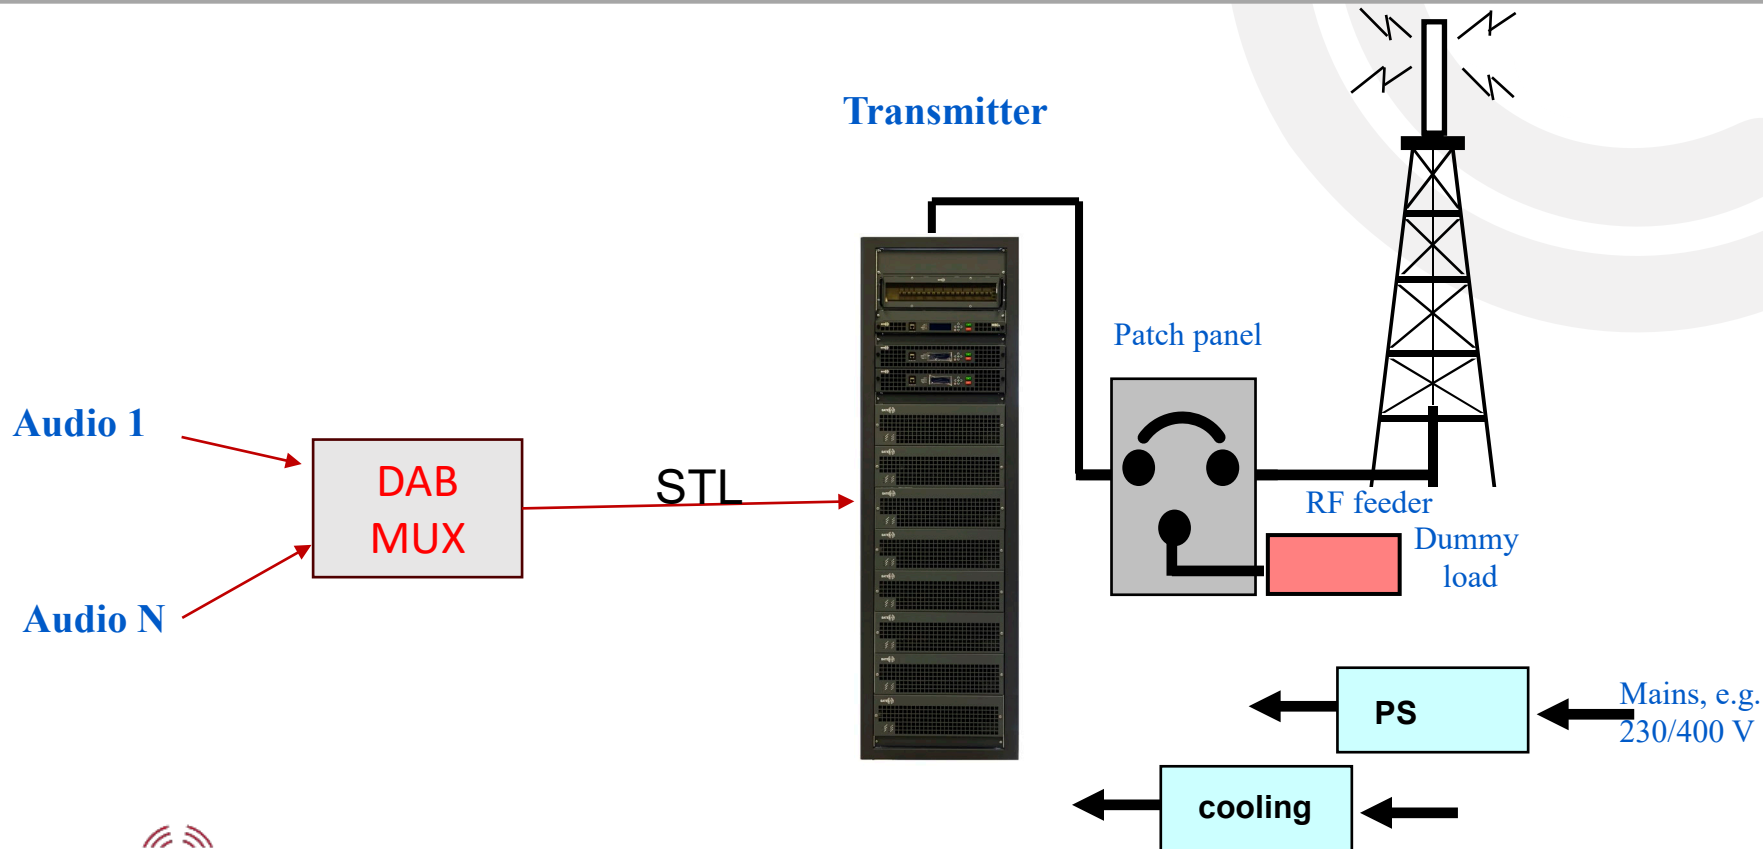 Transmitter
Patch panel
Audio 1
DAB
MUX
STL
RF feeder
Dummy
load
Audio N
PS
Mains, e.g.
230/400 V
cooling